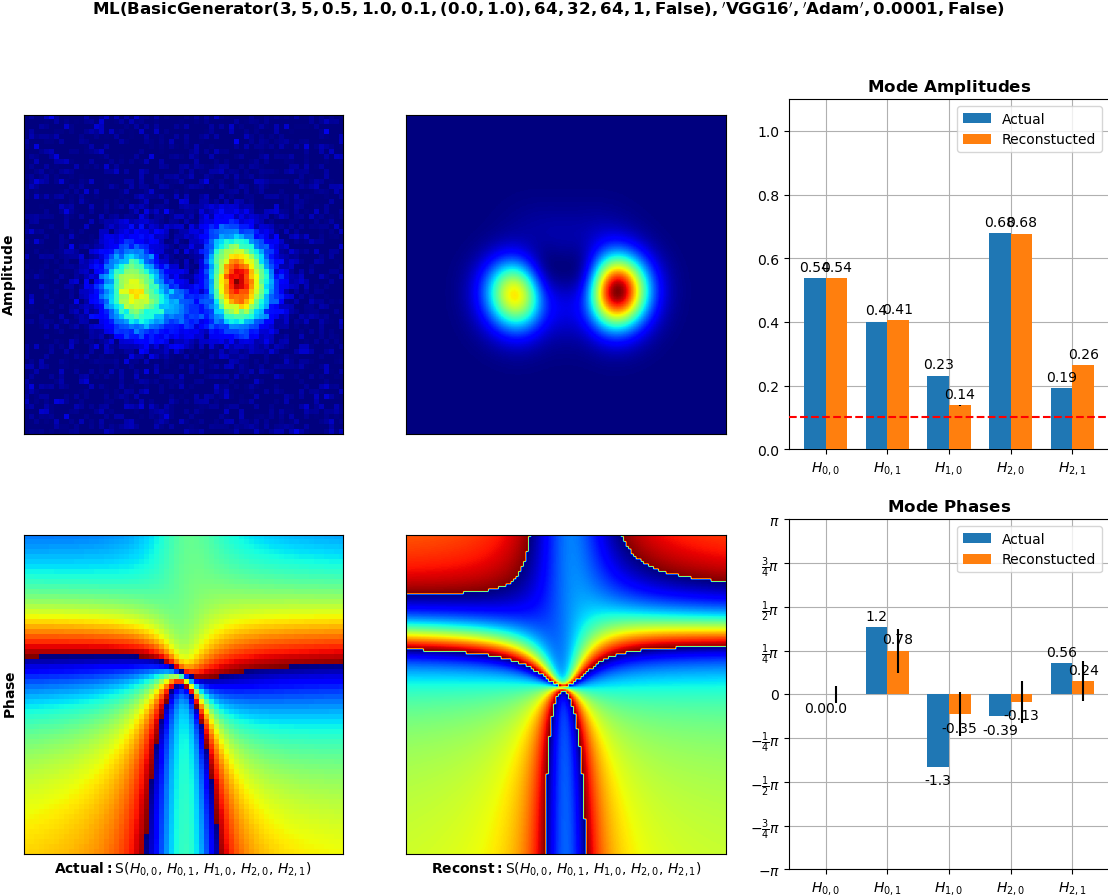 ML(BasicGenerator(3, 5, 0.5, 1.0, 0.1, (0.0, 1.0), 64, 32, 64, 1, False), 'VGG16', 'Adam', 0.0001, False)
Amplitude
Mode Amplitudes
Actual
Reconstucted
1.0
0.8
0.6
0.4
0.2
0.0
0.54
0.54
0.4
0.41
0.23
0.14
0.68
0.68
0.19
0.26
H0,0
H0,1
H1,0
H2,0
H2,1
Phase
Actual: S(H0,0, H0,1, H1,0, H2,0, H2,1)
Reconst: S(H0,0, H0,1, H1,0, H2,0, H2,1)
Mode Phases
Actual
Reconstucted
π
3/4π
1/2π
1/4π
0
−1/4π
−1/2π
−3/4π
−π
0.0
0.0
1.2
0.78
-1.3
-0.35
-0.39
-0.13
0.56
0.24
H0,0
H0,1
H1,0
H2,0
H2,1